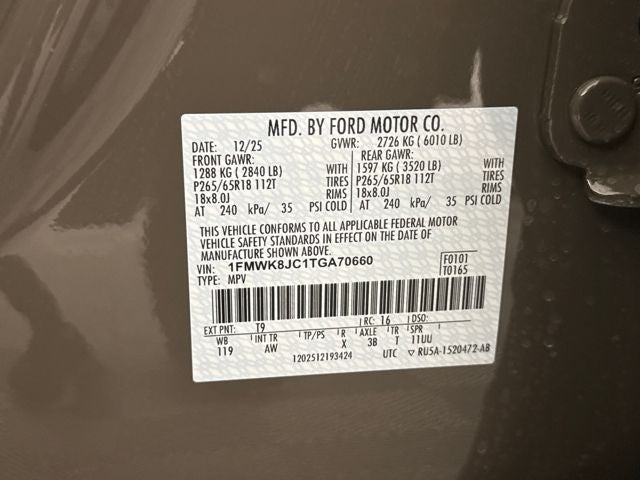 MFD. BY FORD MOTOR CO.
DATE: 12/25 GVWR: 2726 KG ( 6010 LB)
FRONT GAWR: REAR GAWR:
1288 KG ( 2840 LB) WITH 1597 KG ( 3520 LB) WITH
P265/65R18 112T TIRES P265/65R18 112T TIRES
18x8.0J RIMS 18x8.0J RIMS
AT 240 kPa/ 35 PSI COLD AT 240 kPa/ 35 PSI COLD
THIS VEHICLE CONFORMS TO ALL APPLICABLE FEDERAL MOTOR
VEHICLE SAFETY STANDARDS IN EFFECT ON THE DATE OF
MANUFACTURE SHOWN ABOVE.
VIN: 1FMWK8JC1TGA70660 F0101
TYPE: MPV T0165
EXT PNT: T9 RC: 16 DSO:
WB INT TR TP/PS R AXLE TR SPR
119 AW X 3B T 11UU
1202512193424 UTC ▽ RU5A-1520472-AB